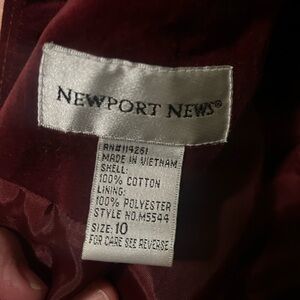 NEWPORT NEWS®
RN#114261
MADE IN VIETNAM
SHELL:
100% COTTON
LINING:
100% POLYESTER
STYLE NO.M5544
SIZE: 10
FOR CARE SEE REVERSE